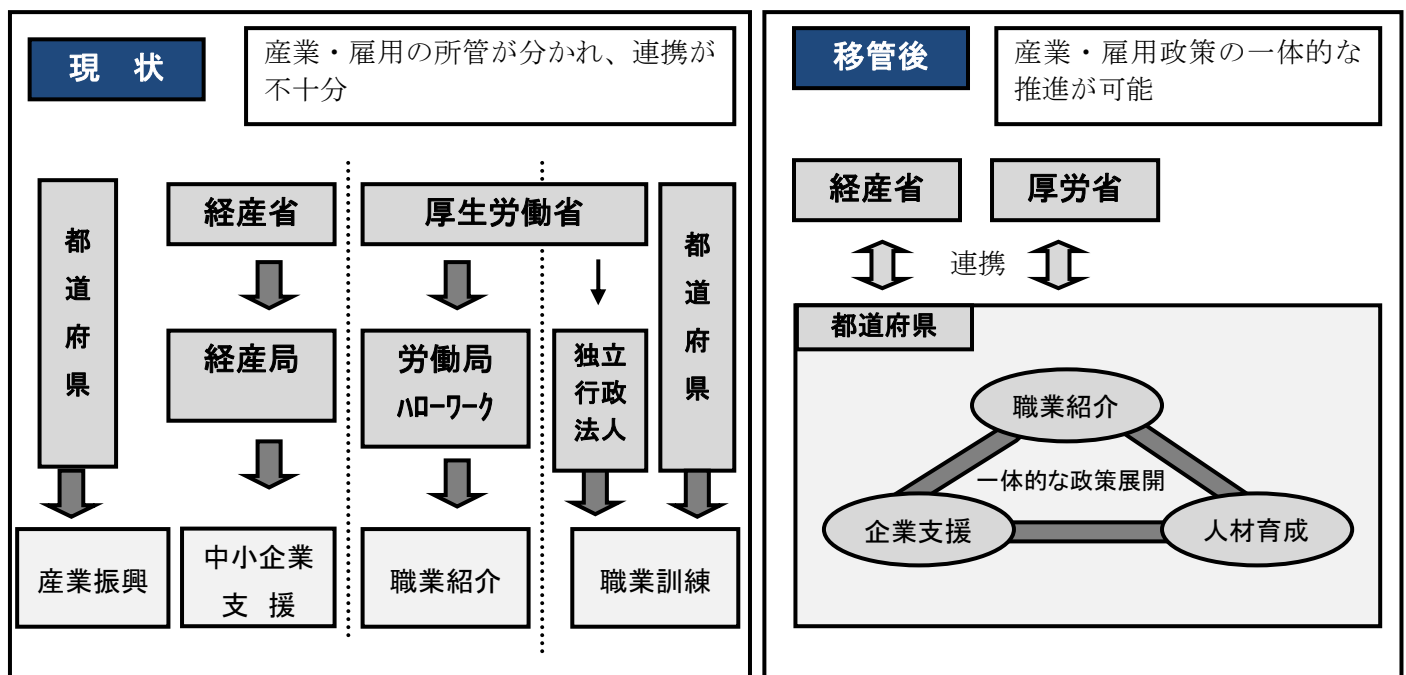 現 状
産業・雇用の所管が分かれ、連携が
不十分
都道府県
経産省
厚生労働省
都道府県
経産局
労働局
ﾊﾛｰﾜｰｸ
独立
行政
法人
産業振興
中小企業
支 援
職業紹介
職業訓練
移管後
産業・雇用政策の一体的な
推進が可能
経産省
厚労省
連携
都道府県
職業紹介
一体的な政策展開
企業支援
人材育成